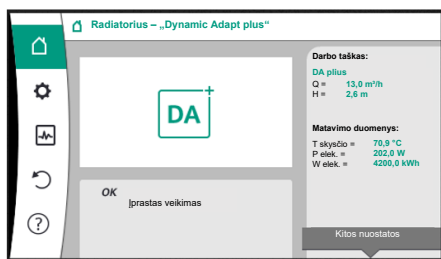 Radiatorius – „Dynamic Adapt plus“
DA+
OK
Įprastas veikimas
Darbo taškas:
DA plius
Q = 13,0 m³/h
H = 2,6 m
Matavimo duomenys:
T skysčio = 70,9 °C
P elek. = 202,0 W
W elek. = 4200,0 kWh
Kitos nuostatos
?